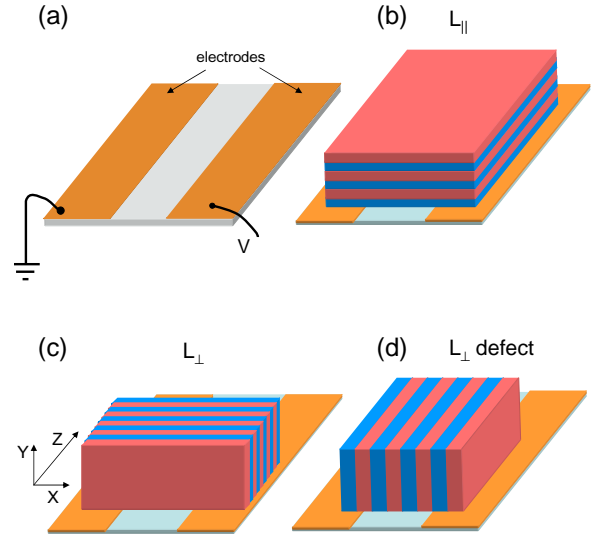 (a)
electrodes
V
(b)
L||
(c)
L⊥
Y
Z
X
(d)
L⊥ defect